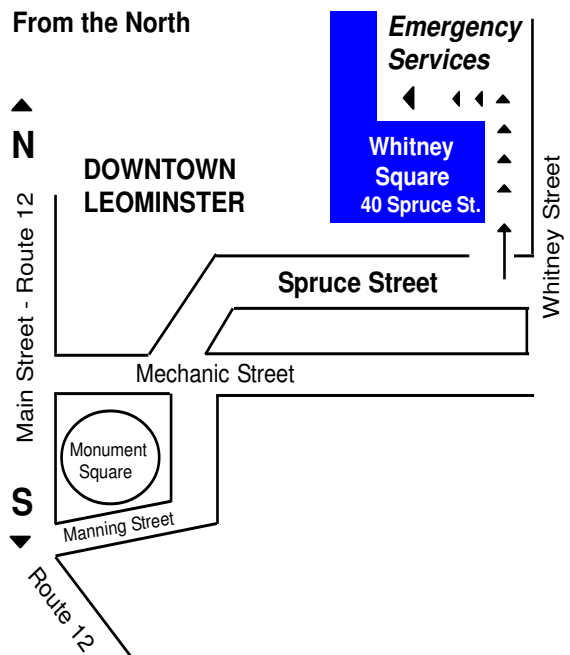 From the North
Emergency
Services
N
DOWNTOWN
LEOMINSTER
Whitney
Square
40 Spruce St.
Whitney Street
Main Street - Route 12
Spruce Street
Mechanic Street
Monument
Square
S
Manning Street
Route 12